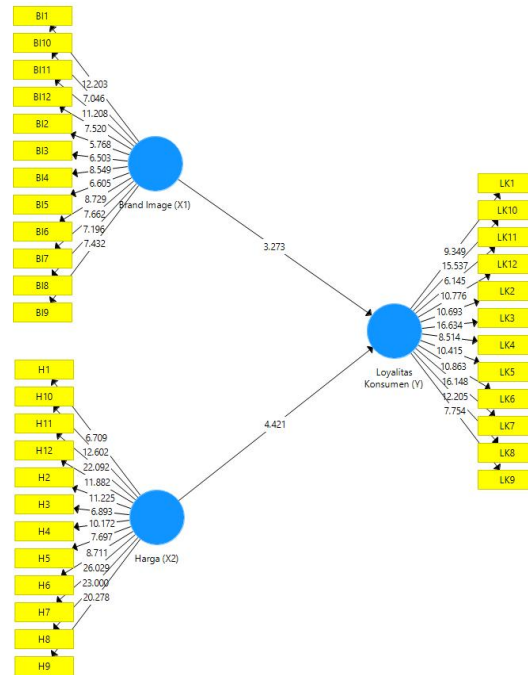 BI1
BI10
BI11
BI12
BI2
BI3
BI4
BI5
BI6
BI7
BI8
BI9
12.203
7.046
11.208
7.520
5.768
6.503
8.549
6.605
8.729
7.662
7.196
7.432
Brand Image (X1)
3.273
H1
H10
H11
H12
H2
H3
H4
H5
H6
H7
H8
H9
6.709
12.602
22.092
11.882
11.225
6.893
10.172
7.697
8.711
26.029
23.000
20.278
Harga (X2)
4.421
Loyalitas
Konsumen (Y)
9.349
15.537
6.145
10.776
10.693
16.634
8.514
10.415
10.863
16.148
12.205
7.754
LK1
LK10
LK11
LK12
LK2
LK3
LK4
LK5
LK6
LK7
LK8
LK9